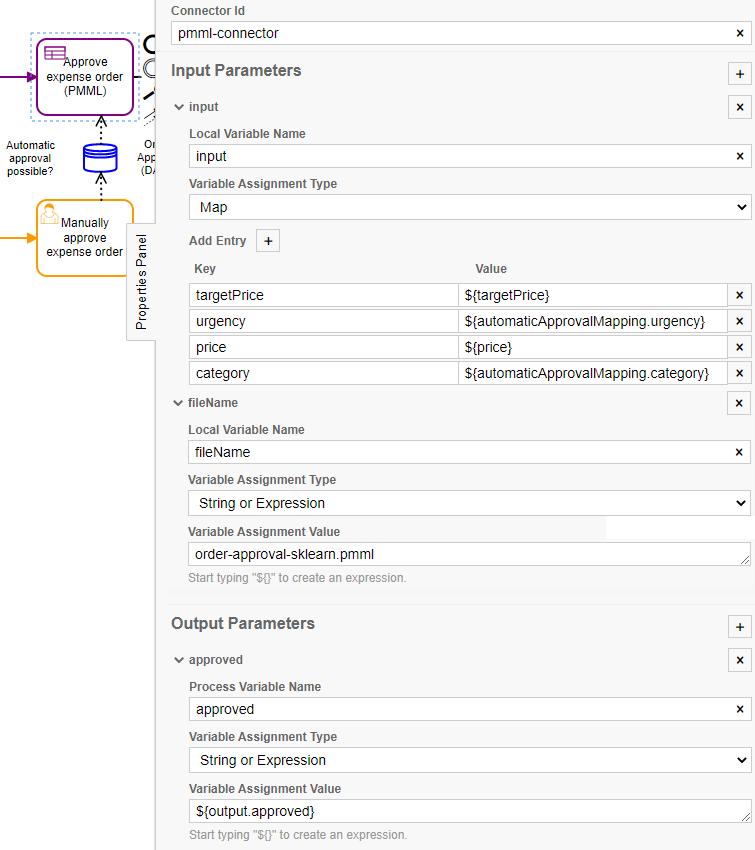 Approve
expense order
(PMML)
Automatic
approval
possible?
Manually
approve
expense order
Properties Panel
Connector Id
pmml-connector
Input Parameters
input
Local Variable Name
input
Variable Assignment Type
Map
Add Entry +
Key Value
targetPrice ${targetPrice}
urgency ${automaticApprovalMapping.urgency}
price ${price}
category ${automaticApprovalMapping.category}
fileName
Local Variable Name
fileName
Variable Assignment Type
String or Expression
Variable Assignment Value
order-approval-sklearn.pmml
Start typing "${}" to create an expression.
Output Parameters
approved
Process Variable Name
approved
Variable Assignment Type
String or Expression
Variable Assignment Value
${output.approved}
Start typing "${}" to create an expression.